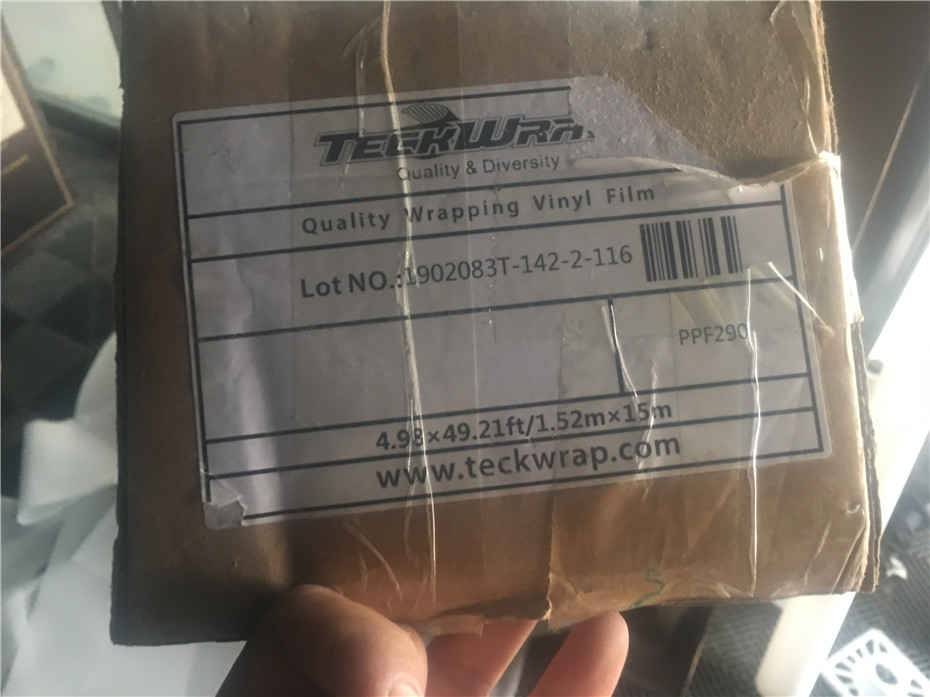 TECKWRAP
Quality & Diversity
Quality Wrapping Vinyl Film
Lot NO.:1902083T-142-2-116
PPF290
4.98×49.21ft/1.52m×15m
www.teckwrap.com
5